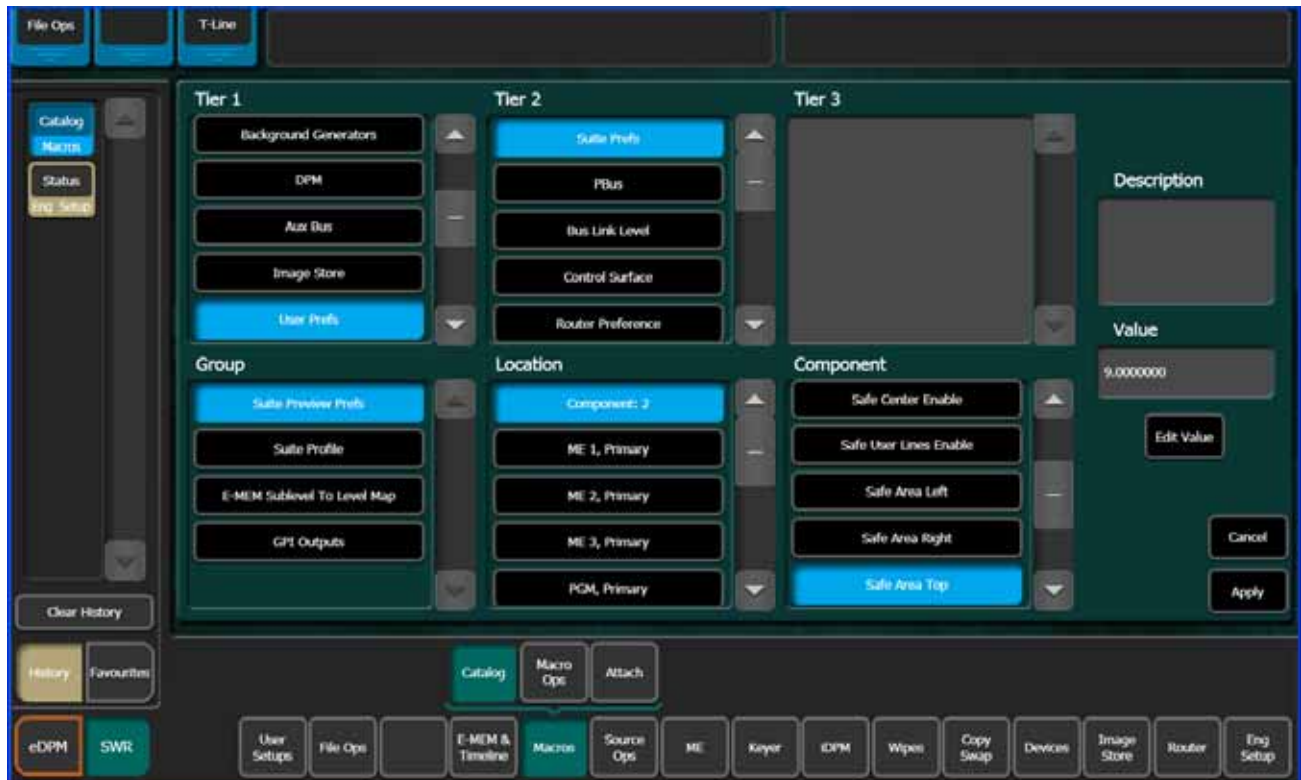 File Ops
T-Line
Catalog
Macros
Status
Eng Setup
Clear History
History
Favourites
eDPM
SWR
Tier 1
Background Generators
DPM
Aux Bus
Image Store
User Prefs
Tier 2
Suite Prefs
PBus
Bus Link Level
Control Surface
Router Preference
Tier 3
Description
Value
9.0000000
Edit Value
Cancel
Apply
Group
Suite Preview Prefs
Suite Profile
E-MEM Sublevel To Level Map
GPI Outputs
Location
Component: 2
ME 1, Primary
ME 2, Primary
ME 3, Primary
PGM, Primary
Component
Safe Center Enable
Safe User Lines Enable
Safe Area Left
Safe Area Right
Safe Area Top
Catalog
Macro
Ops
Attach
User
Setups
File Ops
E-MEM &
Timeline
Macros
Source
Ops
ME
Keyer
iDPM
Wipes
Copy
Swap
Devices
Image
Store
Router
Eng
Setup